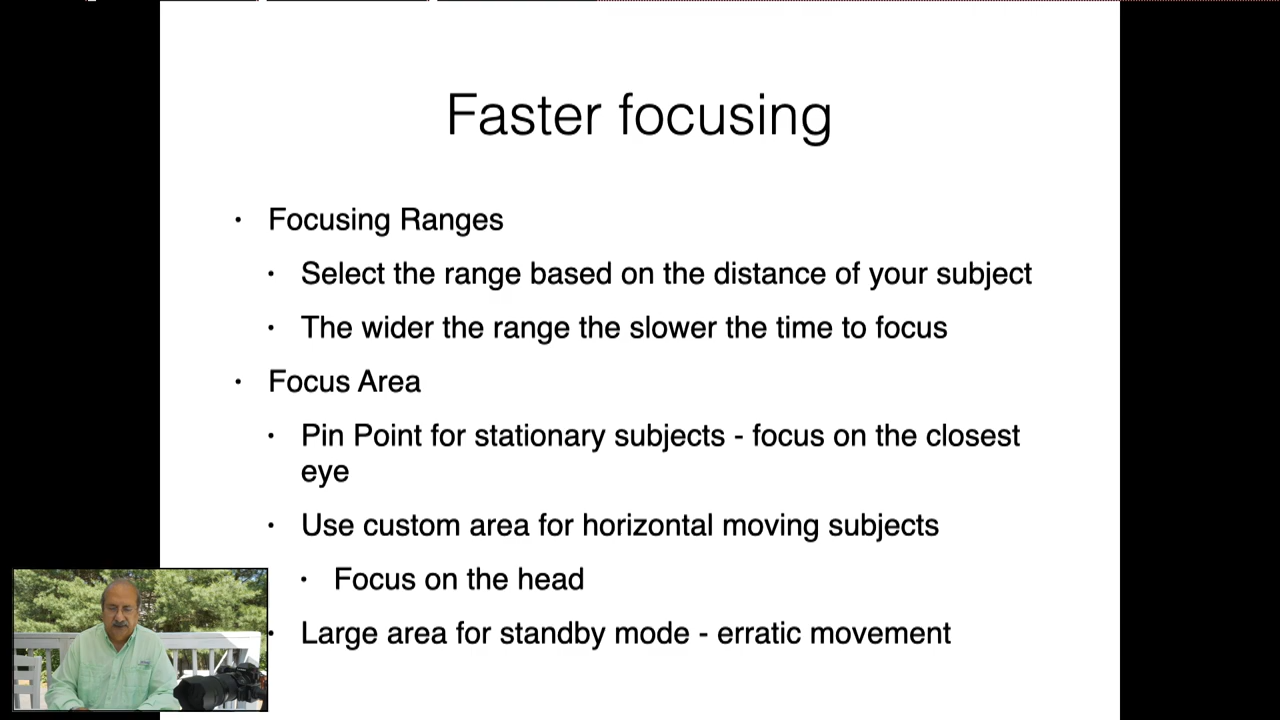 Faster focusing
• Focusing Ranges
• Select the range based on the distance of your subject
• The wider the range the slower the time to focus
• Focus Area
• Pin Point for stationary subjects - focus on the closest
eye
• Use custom area for horizontal moving subjects
• Focus on the head
• Large area for standby mode - erratic movement